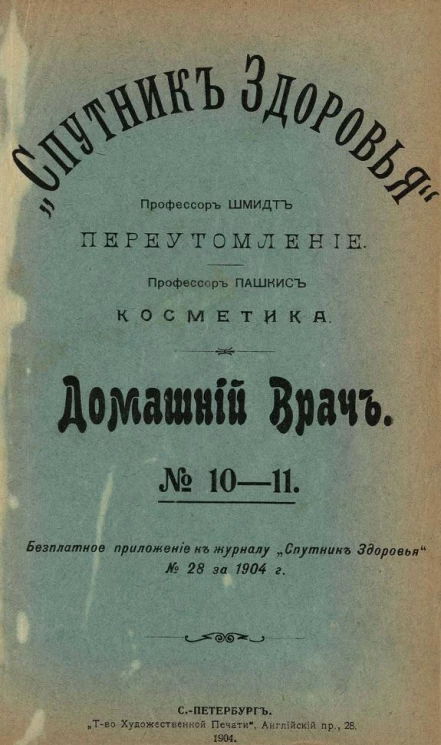 „Спутникъ Здоровья“
Профессоръ ШМИДТЪ
ПЕРЕУТОМЛЕНІЕ.
Профессоръ ПАШКИСЪ
КОСМЕТИКА.
Домашній Врачъ.
№ 10—11.
Безплатное приложеніе къ журналу „Спутникъ Здоровья“
№ 28 за 1904 г.
С.-ПЕТЕРБУРГЪ.
„Т-во Художественной Печати“, Англійскій пр., 28.
1904.